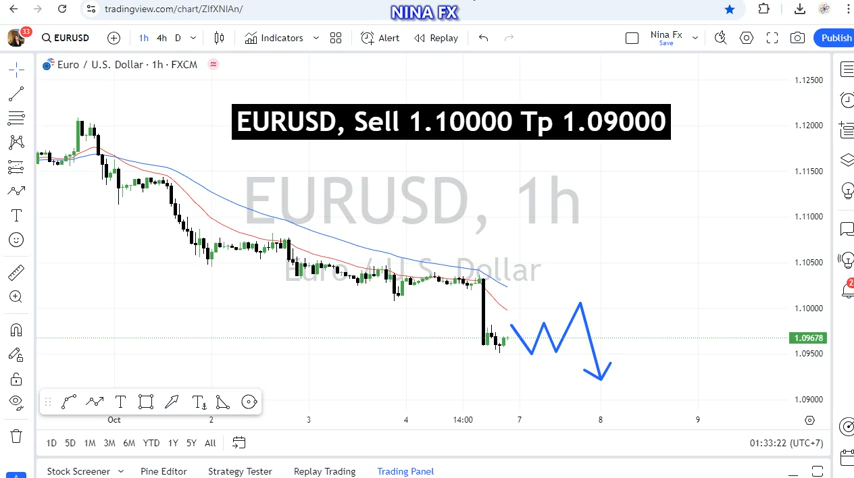 NINA FX
tradingview.com/chart/ZIfXNIAn/
33
EURUSD
1h 4h D
Indicators
Alert
Replay
Nina Fx
Save
Publish
Euro / U.S. Dollar · 1h · FXCM
EURUSD, Sell 1.10000 Tp 1.09000
EURUSD, 1h
Euro / U.S. Dollar
1.12500
1.12000
1.11500
1.11000
1.10500
1.10000
1.09678
1.09500
1.09000
2
Oct 2 3 4 14:00 7 8 9
1D 5D 1M 3M 6M YTD 1Y 5Y All
01:33:22 (UTC+7)
Stock Screener Pine Editor Strategy Tester Replay Trading Trading Panel